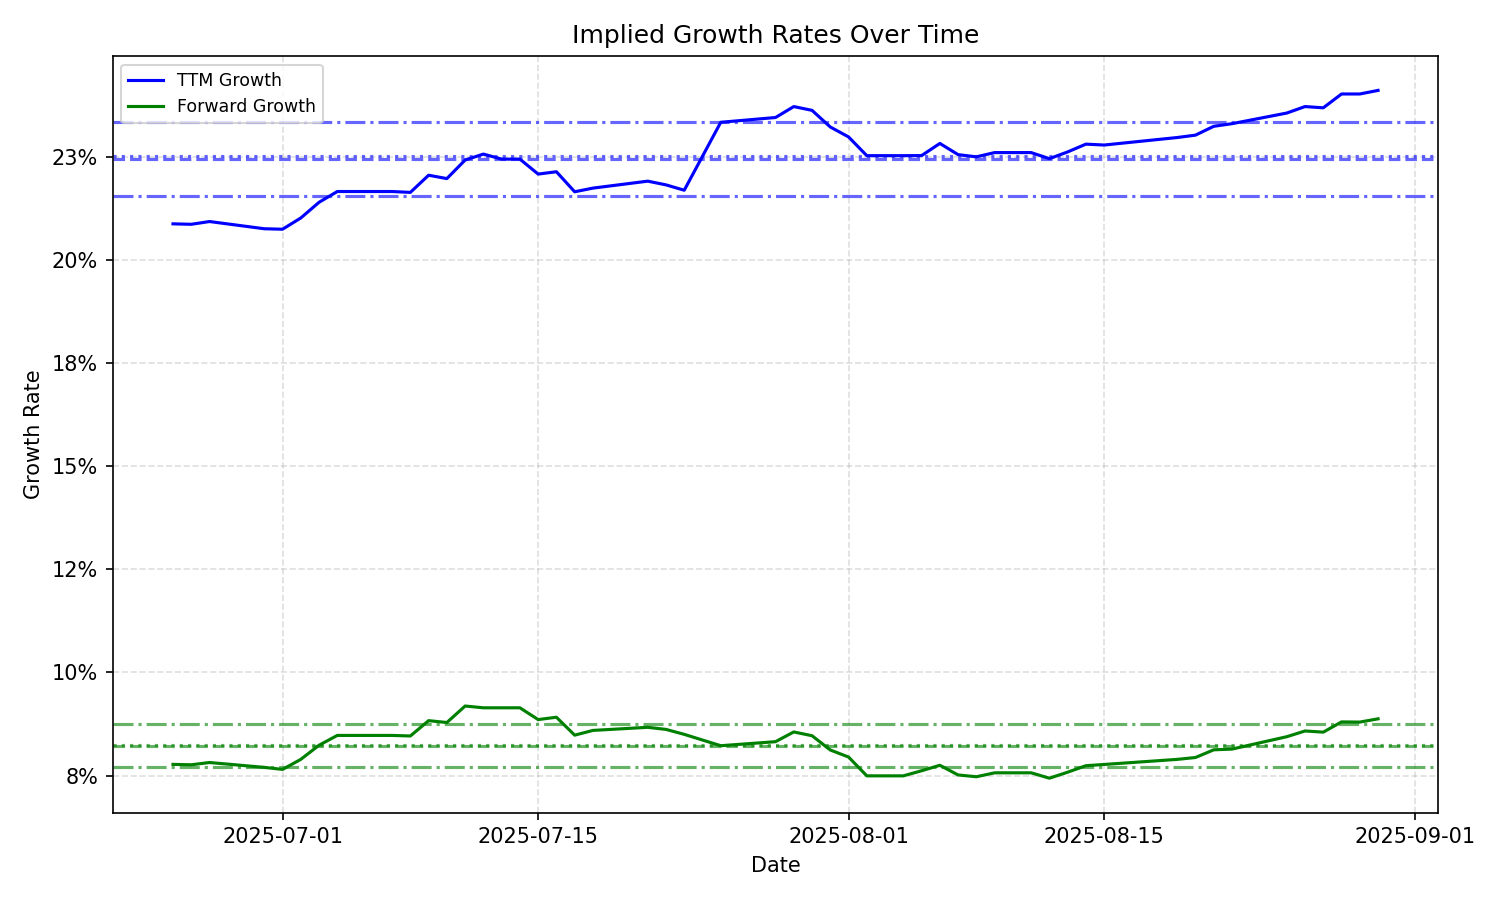 Implied Growth Rates Over Time
TTM Growth
Forward Growth
23%
20%
18%
15%
12%
10%
8%
Growth Rate
2025-07-01
2025-07-15
2025-08-01
2025-08-15
2025-09-01
Date